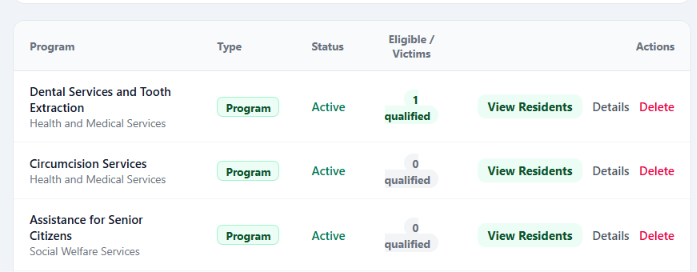 Program Type Status Eligible / Actions
Victims
Dental Services and Tooth
Extraction
Health and Medical Services
Program Active 1
qualified
View Residents Details Delete
Circumcision Services
Health and Medical Services
Program Active 0
qualified
View Residents Details Delete
Assistance for Senior
Citizens
Social Welfare Services
Program Active 0
qualified
View Residents Details Delete